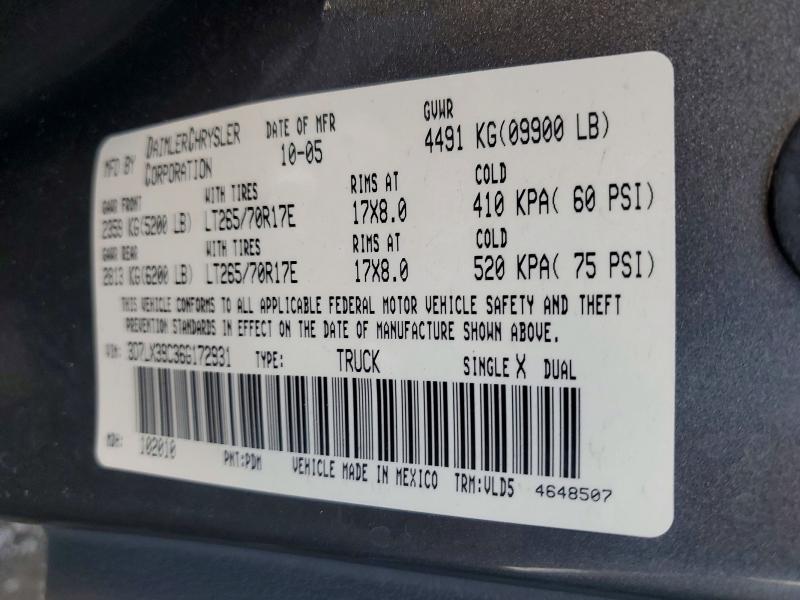 MFD BY DAIMLERCHRYSLER CORPORATION DATE OF MFR 10-05 GVWR 4491 KG(09900 LB)
GAWR FRONT WITH TIRES RIMS AT COLD
2359 KG(5200 LB) LT265/70R17E 17X8.0 410 KPA( 60 PSI)
GAWR REAR WITH TIRES RIMS AT COLD
2813 KG(6200 LB) LT265/70R17E 17X8.0 520 KPA( 75 PSI)
THIS VEHICLE CONFORMS TO ALL APPLICABLE FEDERAL MOTOR VEHICLE SAFETY AND THEFT
PREVENTION STANDARDS IN EFFECT ON THE DATE OF MANUFACTURE SHOWN ABOVE.
VIN: 3D7LX39C36G172931 TYPE: TRUCK SINGLE X DUAL
MDH: 102010 PNT:PDM VEHICLE MADE IN MEXICO TRM:VLD5 4648507